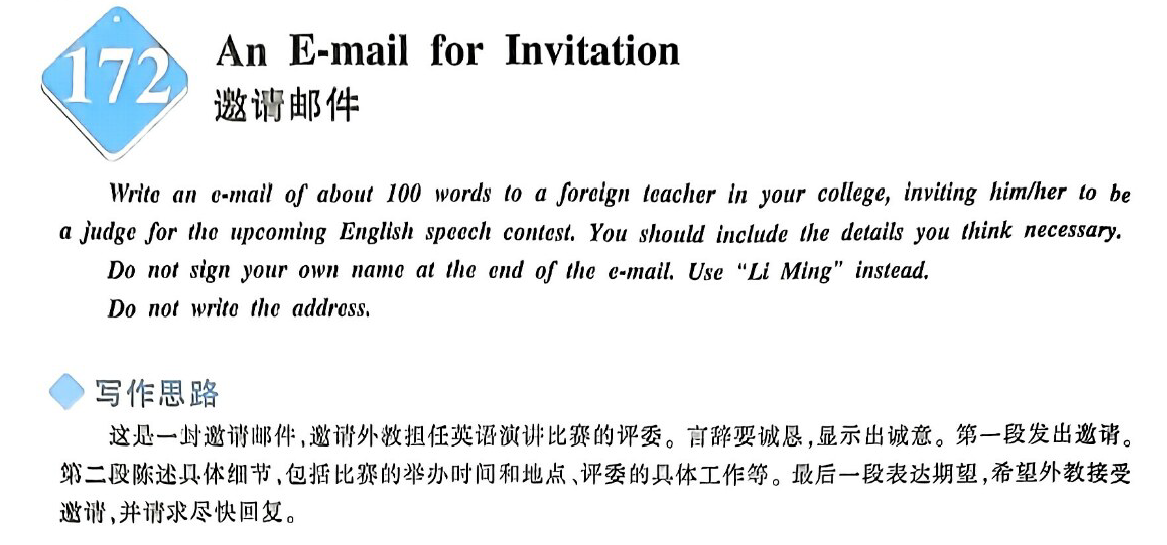 172
An E-mail for Invitation
邀请邮件
Write an e-mail of about 100 words to a foreign teacher in your college, inviting him/her to be
a judge for the upcoming English speech contest. You should include the details you think necessary.
Do not sign your own name at the end of the e-mail. Use “Li Ming” instead.
Do not write the address.
写作思路
这是一封邀请邮件,邀请外教担任英语演讲比赛的评委。言辞要诚恳,显示出诚意。第一段发出邀请。
第二段陈述具体细节,包括比赛的举办时间和地点、评委的具体工作等。最后一段表达期望,希望外教接受
邀请,并请求尽快回复。